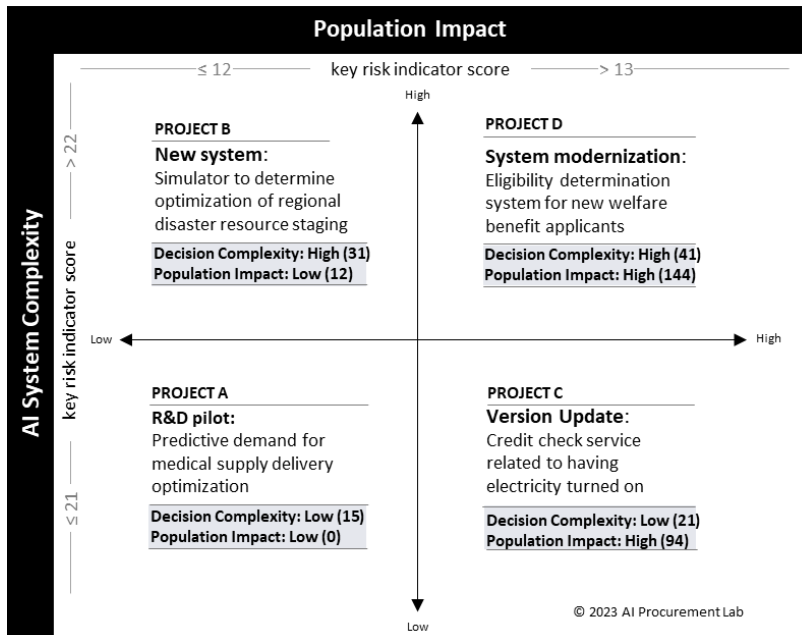 Population Impact
≤ 12
key risk indicator score
> 13
AI System Complexity
> 22
key risk indicator score
≤ 21
High
Low
High
Low
PROJECT B
New system:
Simulator to determine
optimization of regional
disaster resource staging
Decision Complexity: High (31)
Population Impact: Low (12)
PROJECT D
System modernization:
Eligibility determination
system for new welfare
benefit applicants
Decision Complexity: High (41)
Population Impact: High (144)
PROJECT A
R&D pilot:
Predictive demand for
medical supply delivery
optimization
Decision Complexity: Low (15)
Population Impact: Low (0)
PROJECT C
Version Update:
Credit check service
related to having
electricity turned on
Decision Complexity: Low (21)
Population Impact: High (94)
© 2023 AI Procurement Lab